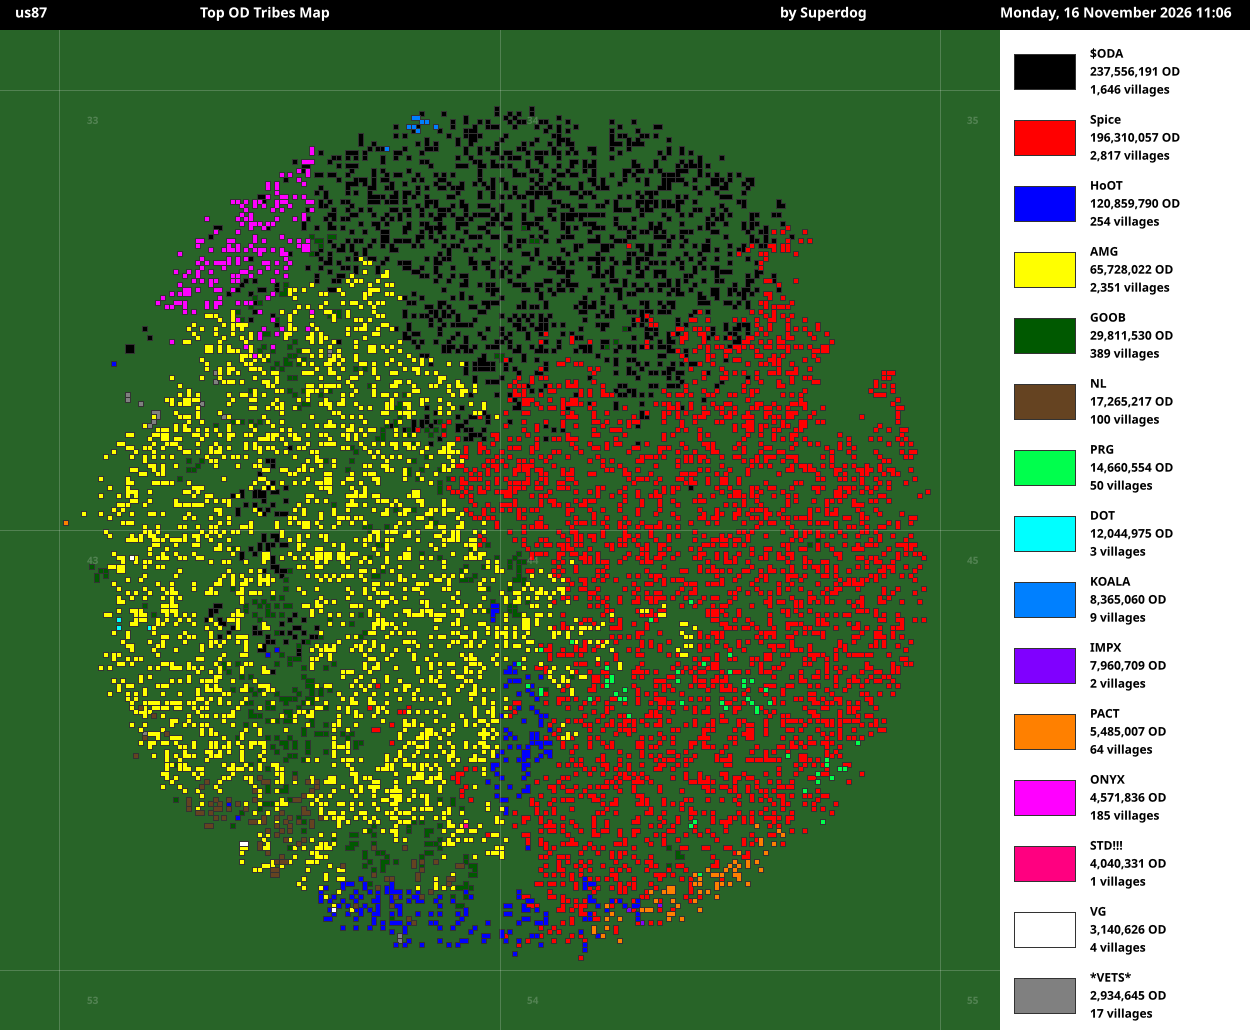 us87 Top OD Tribes Map by Superdog Monday, 16 November 2026 11:06
33 34 35
43 44 45
53 54 55
$ODA
237,556,191 OD
1,646 villages
Spice
196,310,057 OD
2,817 villages
HoOT
120,859,790 OD
254 villages
AMG
65,728,022 OD
2,351 villages
GOOB
29,811,530 OD
389 villages
NL
17,265,217 OD
100 villages
PRG
14,660,554 OD
50 villages
DOT
12,044,975 OD
3 villages
KOALA
8,365,060 OD
9 villages
IMPX
7,960,709 OD
2 villages
PACT
5,485,007 OD
64 villages
ONYX
4,571,836 OD
185 villages
STD!!!
4,040,331 OD
1 villages
VG
3,140,626 OD
4 villages
*VETS*
2,934,645 OD
17 villages